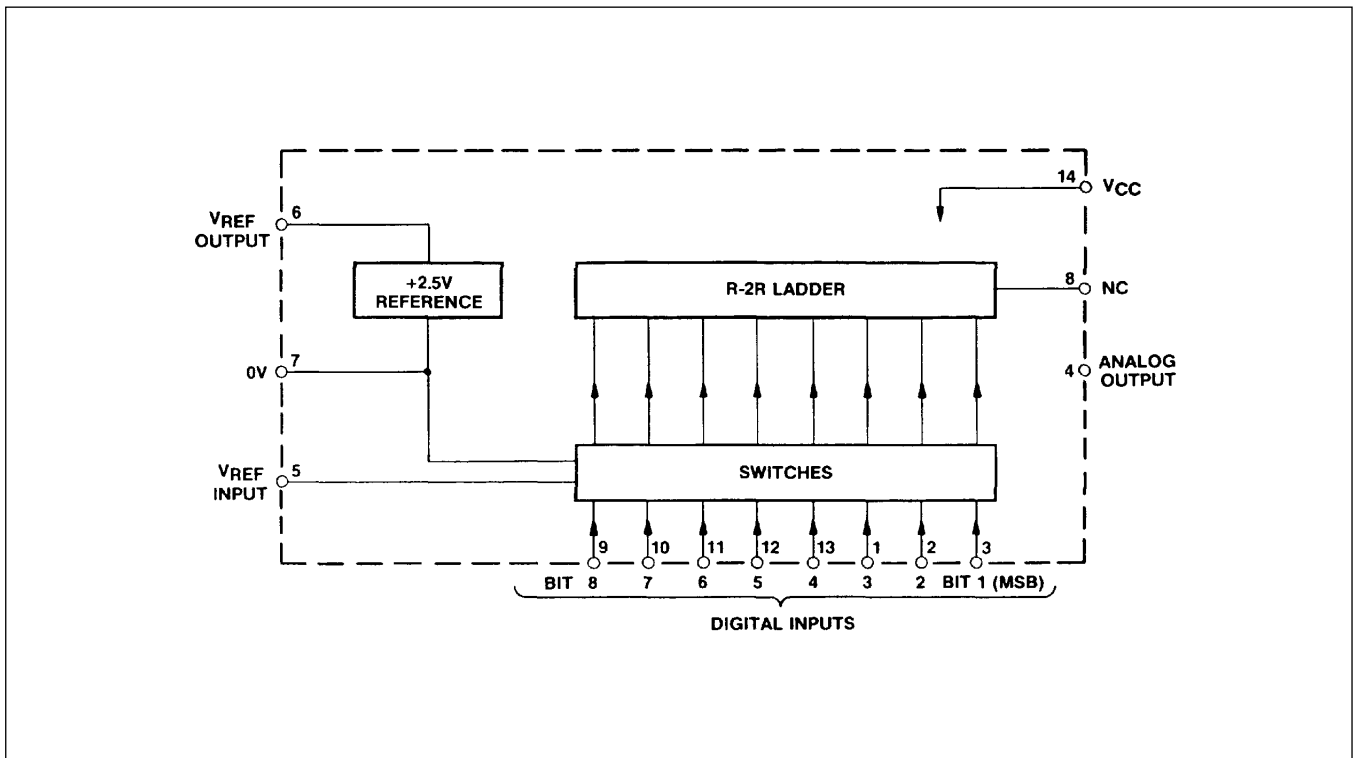 14
VCC
6
VREF
OUTPUT
+2.5V
REFERENCE
R-2R LADDER
8
NC
7
0V
4
ANALOG
OUTPUT
5
VREF
INPUT
SWITCHES
9 10 11 12 13 1 2 3
BIT 8 7 6 5 4 3 2 BIT 1 (MSB)
DIGITAL INPUTS